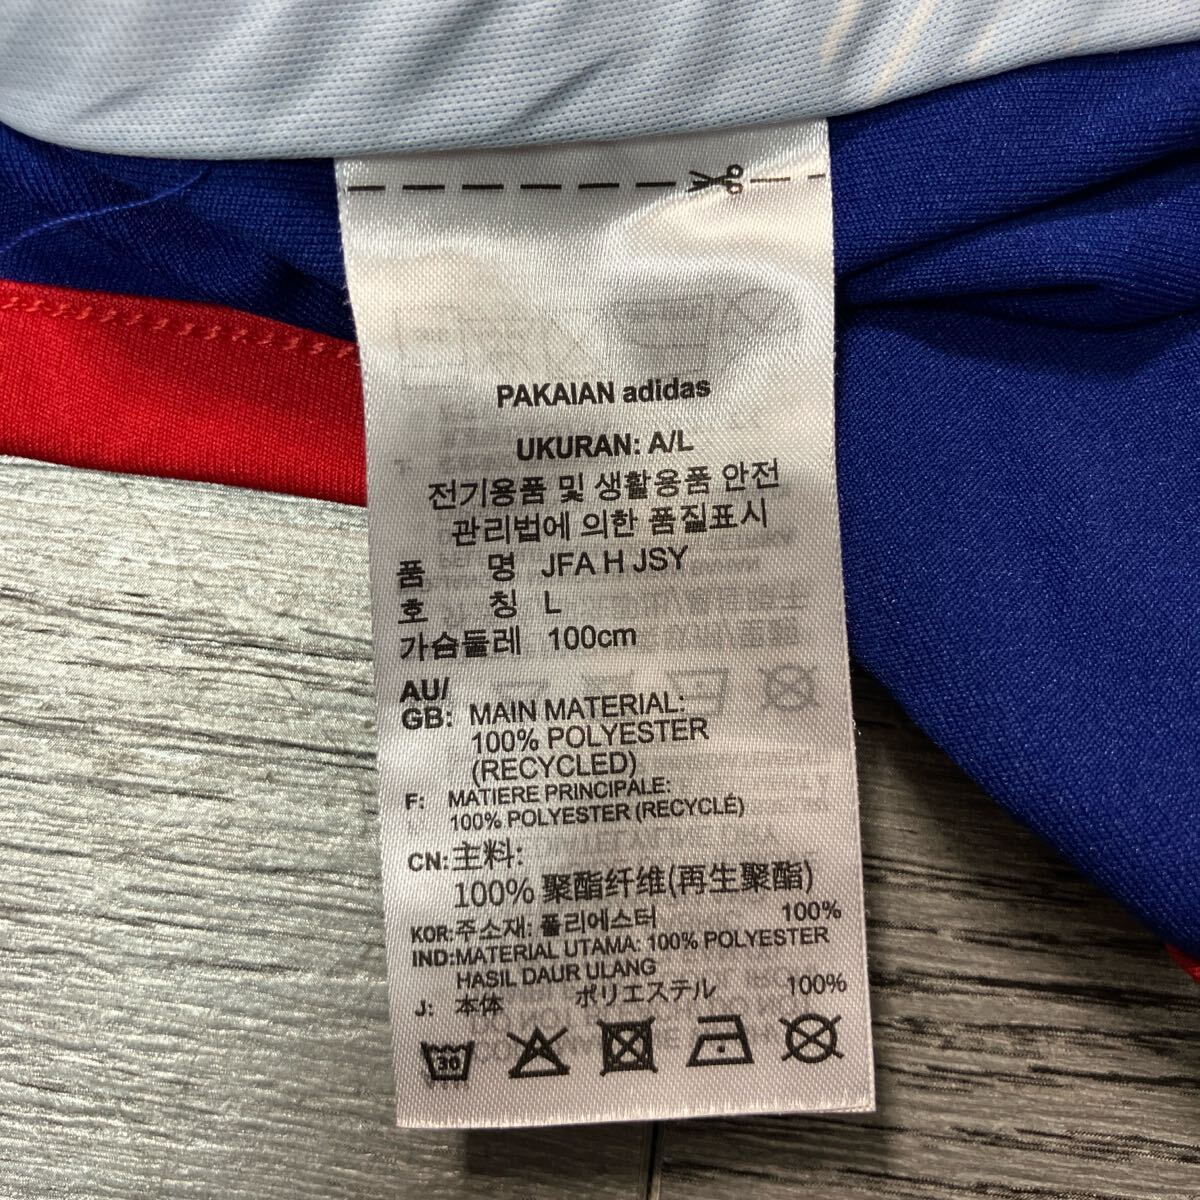 PAKAIAN adidas
UKURAN: A/L
전기용품 및 생활용품 안전
관리법에 의한 품질표시
품 명 JFA H JSY
호 칭 L
가슴둘레 100cm
AU/
GB: MAIN MATERIAL:
100% POLYESTER
(RECYCLED)
F: MATIERE PRINCIPALE:
100% POLYESTER (RECYCLÉ)
CN: 主料:
100% 聚酯纤维(再生聚酯)
KOR: 주소재: 폴리에스터 100%
IND: MATERIAL UTAMA: 100% POLYESTER
HASIL DAUR ULANG
J: 本体 ポリエステル 100%
30